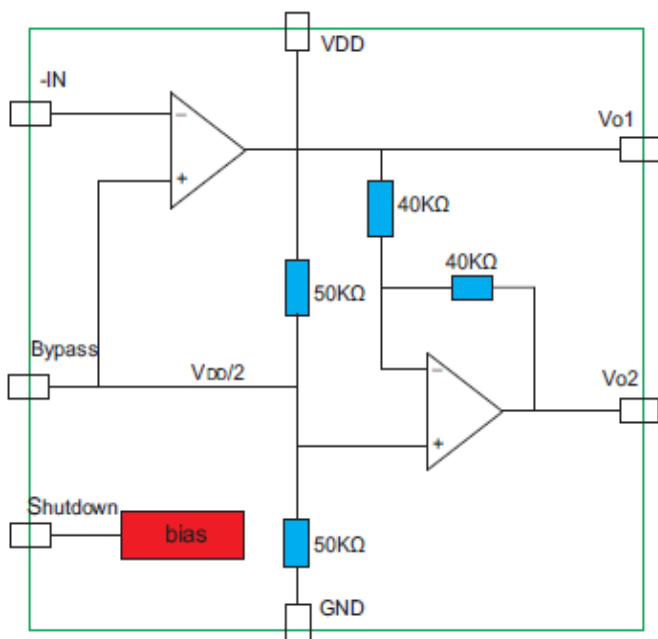 VDD
-IN
−
+
Vo1
40KΩ
40KΩ
50KΩ
Bypass
VDD/2
−
+
Vo2
Shutdown
bias
50KΩ
GND